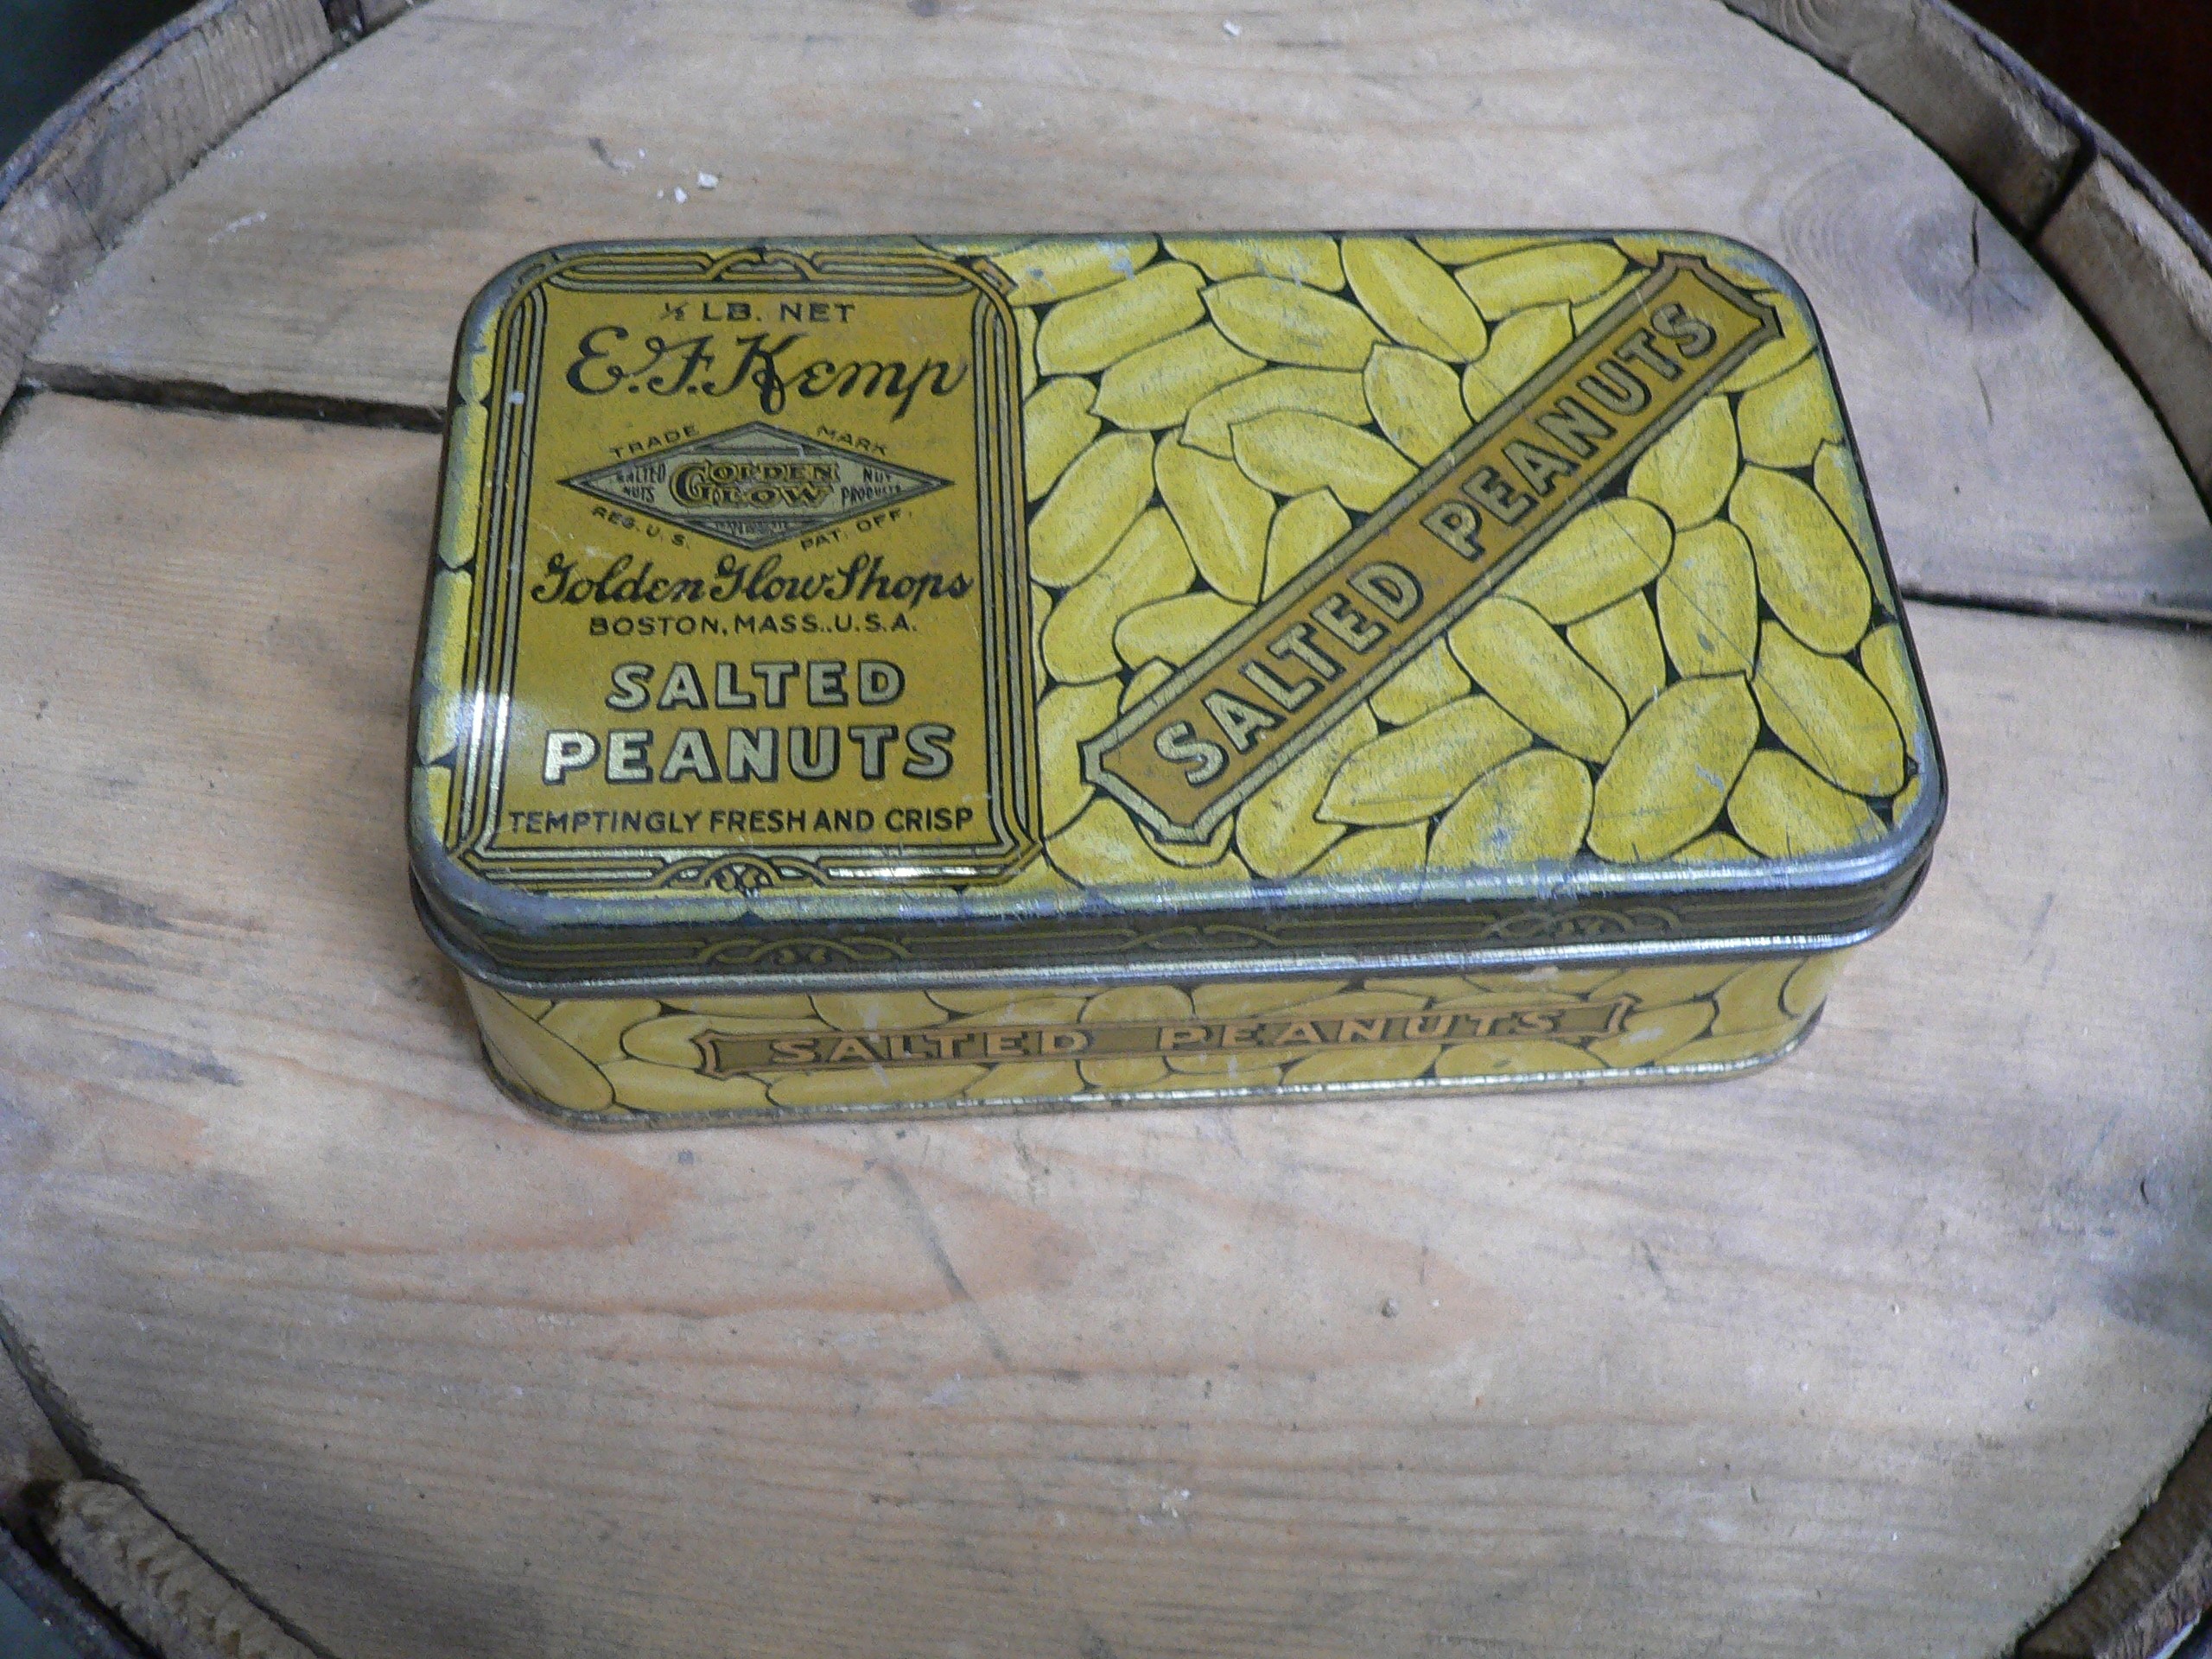 ½ LB. NET
E. F. Kemp
TRADE MARK
SALTED NUTS
GOLDEN GLOW
NUT PRODUCTS
REG. U. S. PAT. OFF.
Golden Glow Shops
BOSTON, MASS., U.S.A.
SALTED
PEANUTS
TEMPTINGLY FRESH AND CRISP
SALTED PEANUTS
SALTED PEANUTS